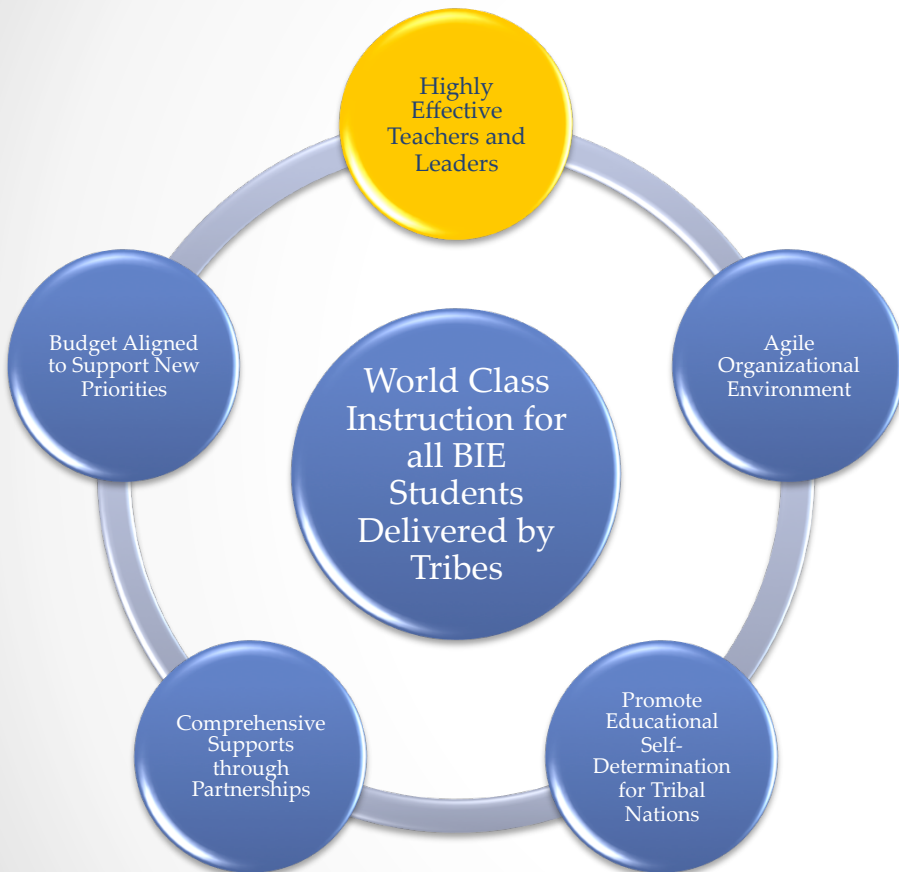 Highly
Effective
Teachers and
Leaders
Budget Aligned
to Support New
Priorities
Agile
Organizational
Environment
World Class
Instruction for
all BIE
Students
Delivered by
Tribes
Comprehensive
Supports
through
Partnerships
Promote
Educational
Self-
Determination
for Tribal
Nations